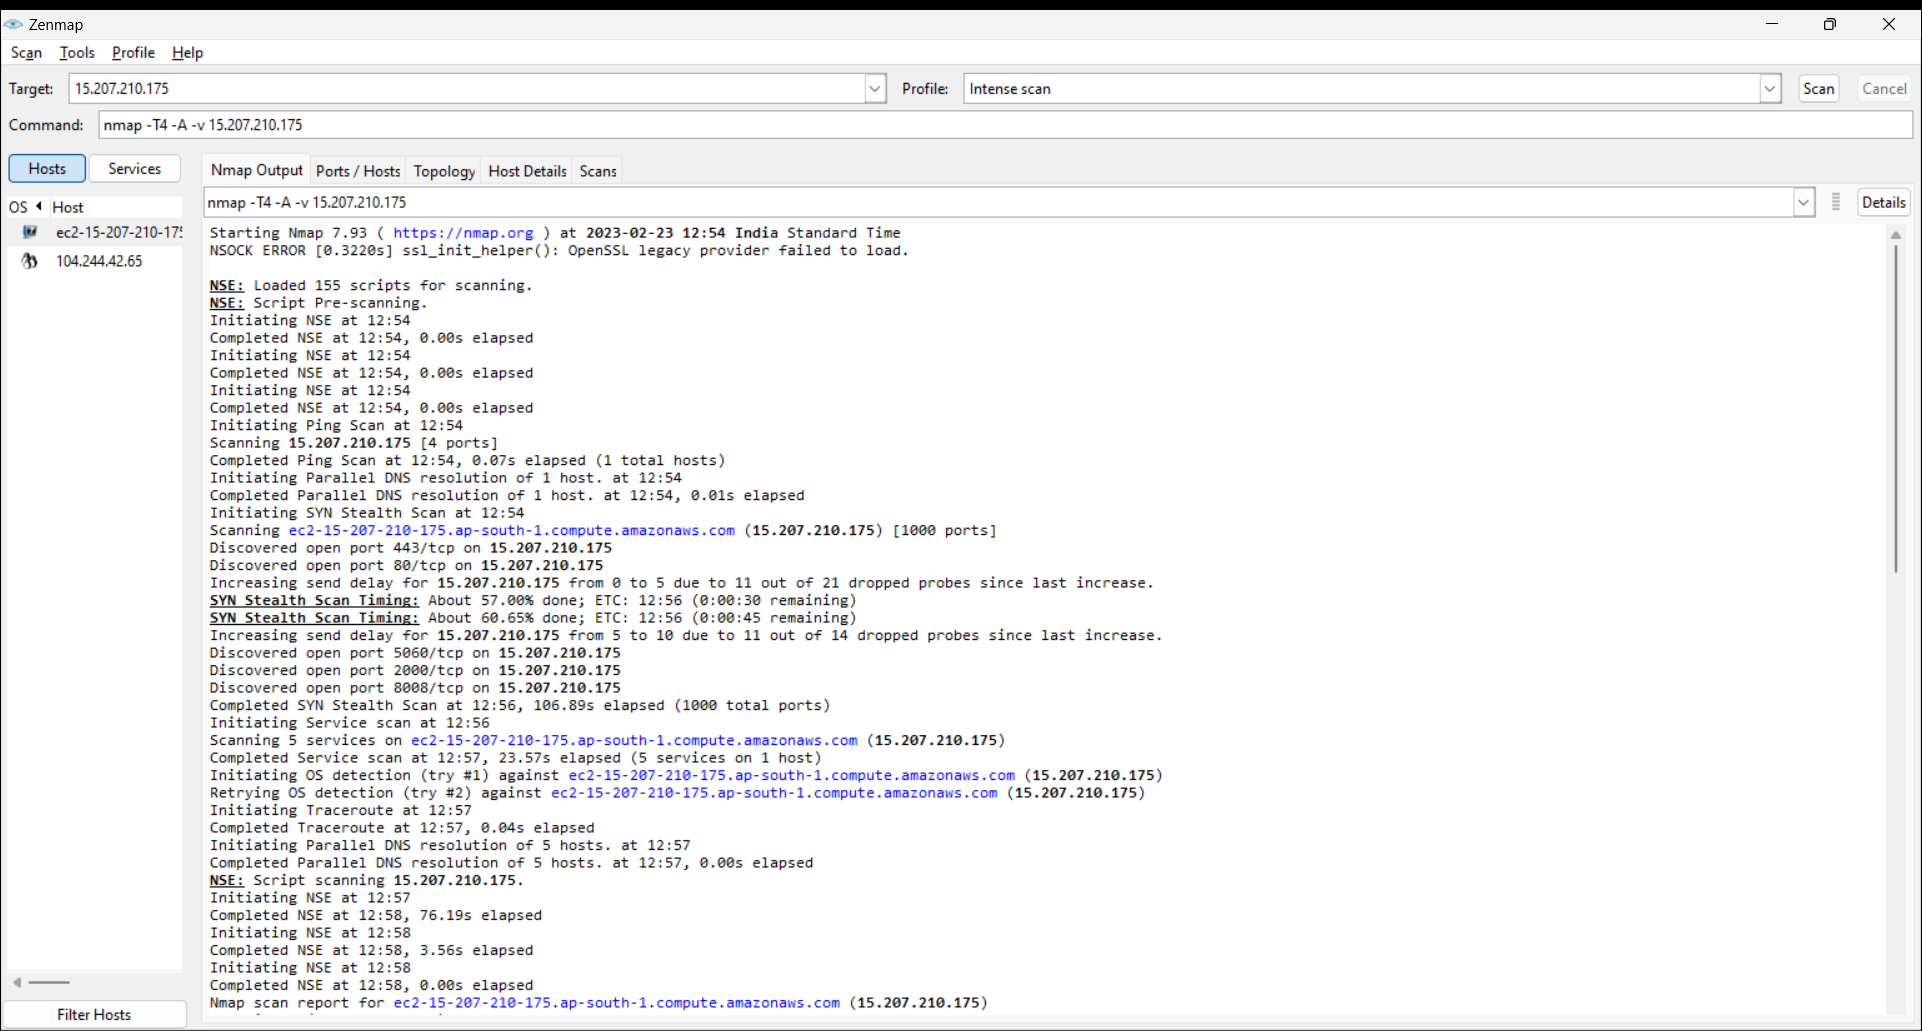 Zenmap
Scan Tools Profile Help
Target: 15.207.210.175 Profile: Intense scan Scan Cancel
Command: nmap -T4 -A -v 15.207.210.175
Hosts Services Nmap Output Ports / Hosts Topology Host Details Scans
nmap -T4 -A -v 15.207.210.175 Details
OS Host
ec2-15-207-210-175
104.244.42.65
Starting Nmap 7.93 ( https://nmap.org ) at 2023-02-23 12:54 India Standard Time
NSOCK ERROR [0.3220s] ssl_init_helper(): OpenSSL legacy provider failed to load.
NSE: Loaded 155 scripts for scanning.
NSE: Script Pre-scanning.
Initiating NSE at 12:54
Completed NSE at 12:54, 0.00s elapsed
Initiating NSE at 12:54
Completed NSE at 12:54, 0.00s elapsed
Initiating NSE at 12:54
Completed NSE at 12:54, 0.00s elapsed
Initiating Ping Scan at 12:54
Scanning 15.207.210.175 [4 ports]
Completed Ping Scan at 12:54, 0.07s elapsed (1 total hosts)
Initiating Parallel DNS resolution of 1 host. at 12:54
Completed Parallel DNS resolution of 1 host. at 12:54, 0.01s elapsed
Initiating SYN Stealth Scan at 12:54
Scanning ec2-15-207-210-175.ap-south-1.compute.amazonaws.com (15.207.210.175) [1000 ports]
Discovered open port 443/tcp on 15.207.210.175
Discovered open port 80/tcp on 15.207.210.175
Increasing send delay for 15.207.210.175 from 0 to 5 due to 11 out of 21 dropped probes since last increase.
SYN Stealth Scan Timing: About 57.00% done; ETC: 12:56 (0:00:30 remaining)
SYN Stealth Scan Timing: About 60.65% done; ETC: 12:56 (0:00:45 remaining)
Increasing send delay for 15.207.210.175 from 5 to 10 due to 11 out of 14 dropped probes since last increase.
Discovered open port 5060/tcp on 15.207.210.175
Discovered open port 2000/tcp on 15.207.210.175
Discovered open port 8008/tcp on 15.207.210.175
Completed SYN Stealth Scan at 12:56, 106.89s elapsed (1000 total ports)
Initiating Service scan at 12:56
Scanning 5 services on ec2-15-207-210-175.ap-south-1.compute.amazonaws.com (15.207.210.175)
Completed Service scan at 12:57, 23.57s elapsed (5 services on 1 host)
Initiating OS detection (try #1) against ec2-15-207-210-175.ap-south-1.compute.amazonaws.com (15.207.210.175)
Retrying OS detection (try #2) against ec2-15-207-210-175.ap-south-1.compute.amazonaws.com (15.207.210.175)
Initiating Traceroute at 12:57
Completed Traceroute at 12:57, 0.04s elapsed
Initiating Parallel DNS resolution of 5 hosts. at 12:57
Completed Parallel DNS resolution of 5 hosts. at 12:57, 0.00s elapsed
NSE: Script scanning 15.207.210.175.
Initiating NSE at 12:57
Completed NSE at 12:58, 76.19s elapsed
Initiating NSE at 12:58
Completed NSE at 12:58, 3.56s elapsed
Initiating NSE at 12:58
Completed NSE at 12:58, 0.00s elapsed
Nmap scan report for ec2-15-207-210-175.ap-south-1.compute.amazonaws.com (15.207.210.175)
Filter Hosts